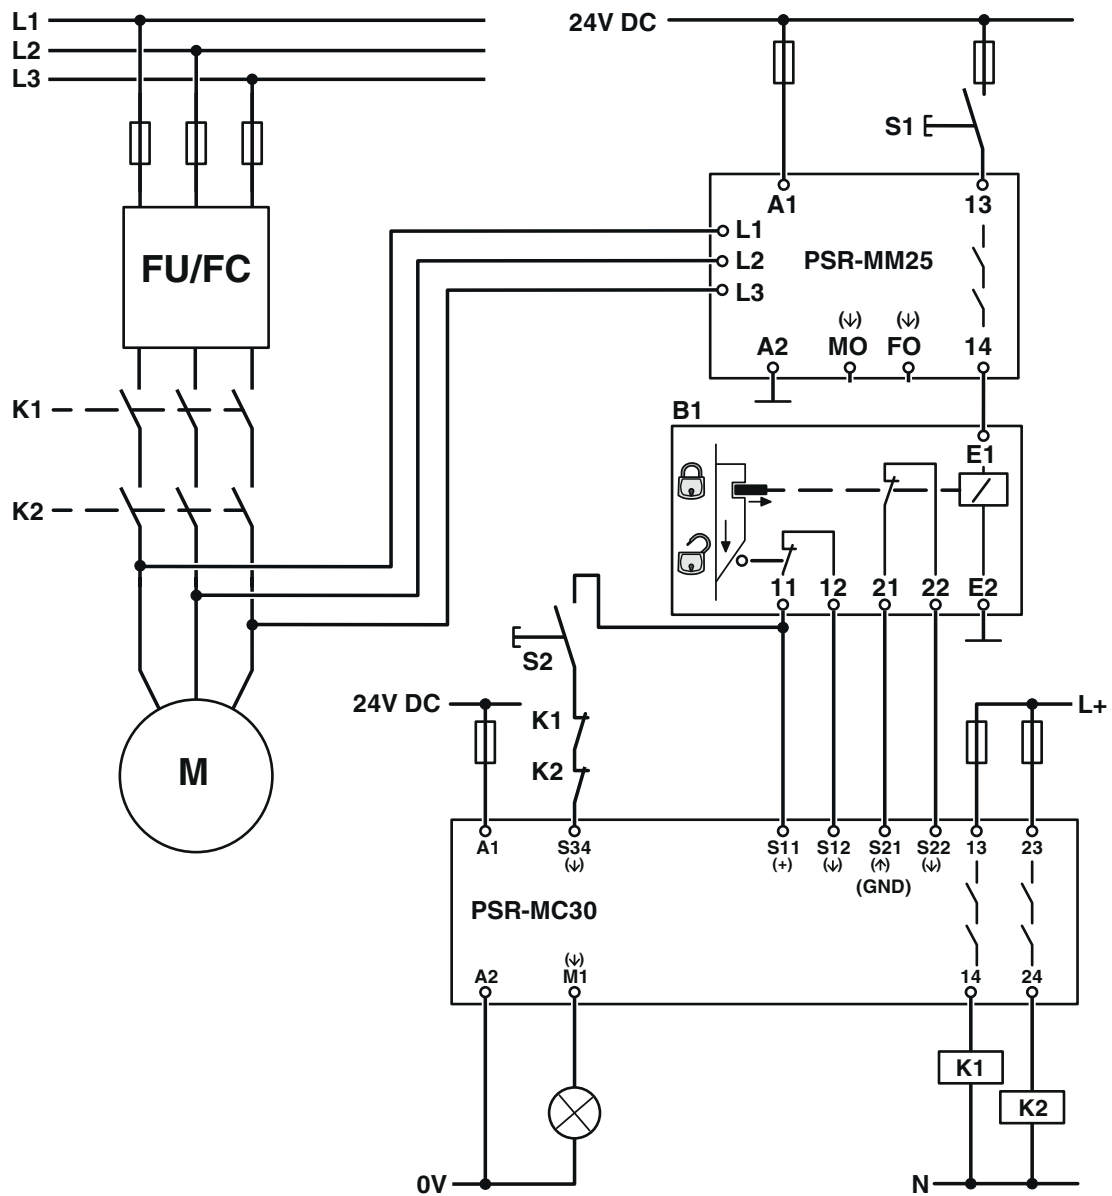 L1
L2
L3
24V DC
S1
A1
13
FU/FC
L1
L2
L3
PSR-MM25
(↓)
(↓)
A2
MO
FO
14
K1
B1
E1
K2
11
12
21
22
E2
S2
24V DC
K1
L+
M
K2
A1
S34
(↓)
S11
(+)
S12
(↓)
S21
(↑)
(GND)
S22
(↓)
13
23
PSR-MC30
(↓)
A2
M1
14
24
K1
K2
0V
N